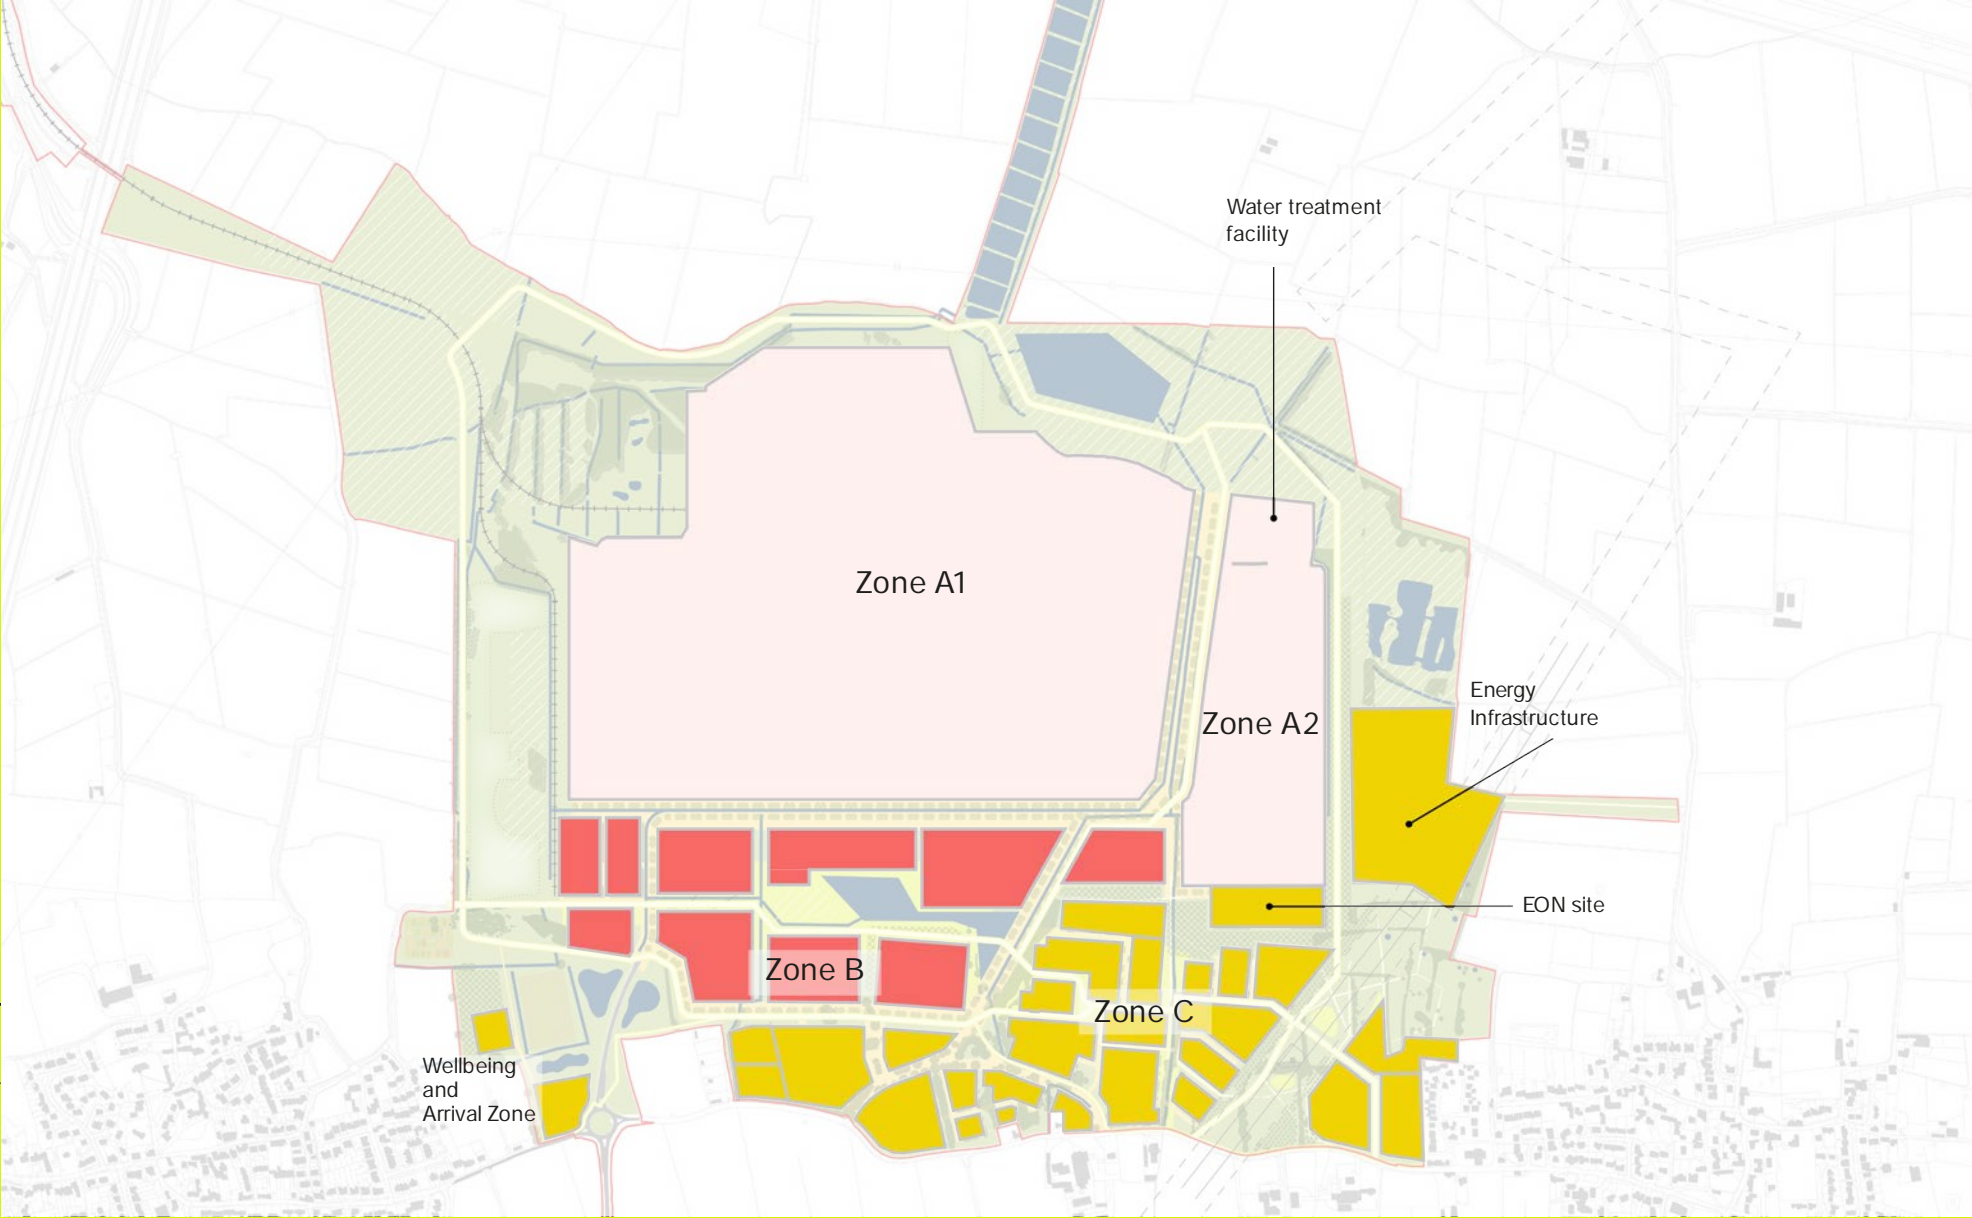 Water treatment
facility
Zone A1
Energy
Infrastructure
Zone A2
EON site
Zone B
Zone C
Wellbeing
and
Arrival Zone